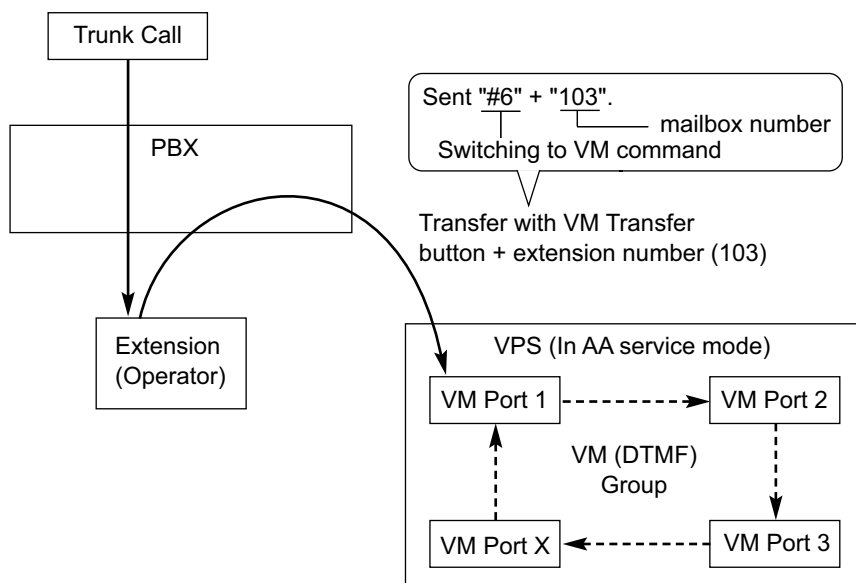 Trunk Call
PBX
Sent "#6" + "103".
mailbox number
Switching to VM command
Transfer with VM Transfer
button + extension number (103)
Extension
(Operator)
VPS (In AA service mode)
VM Port 1
VM Port 2
VM (DTMF)
Group
VM Port X
VM Port 3